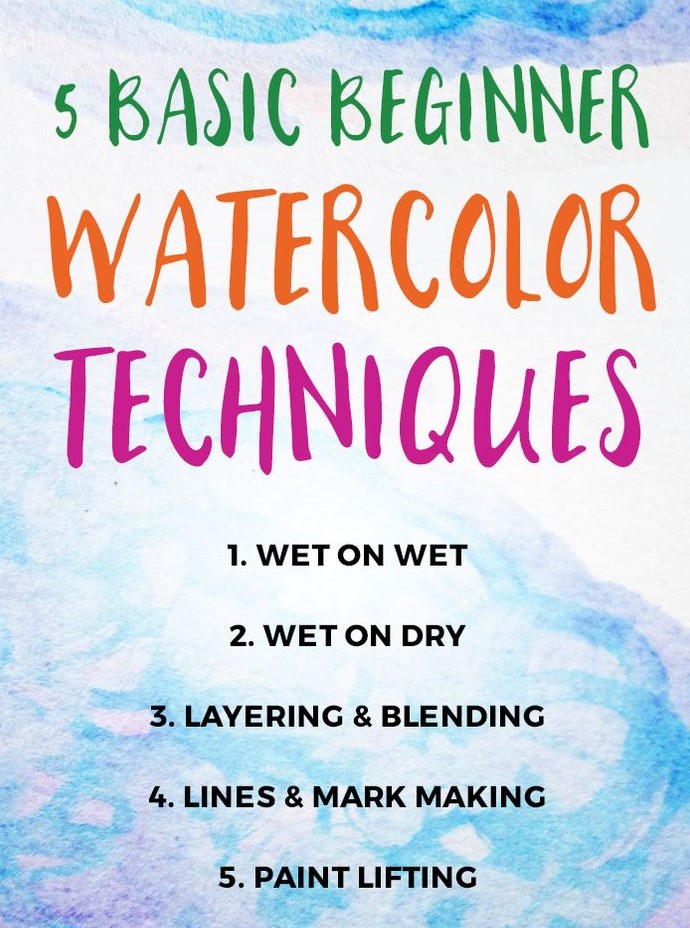 5 BASIC BEGINNER
WATERCOLOR
TECHNIQUES
1. WET ON WET
2. WET ON DRY
3. LAYERING & BLENDING
4. LINES & MARK MAKING
5. PAINT LIFTING